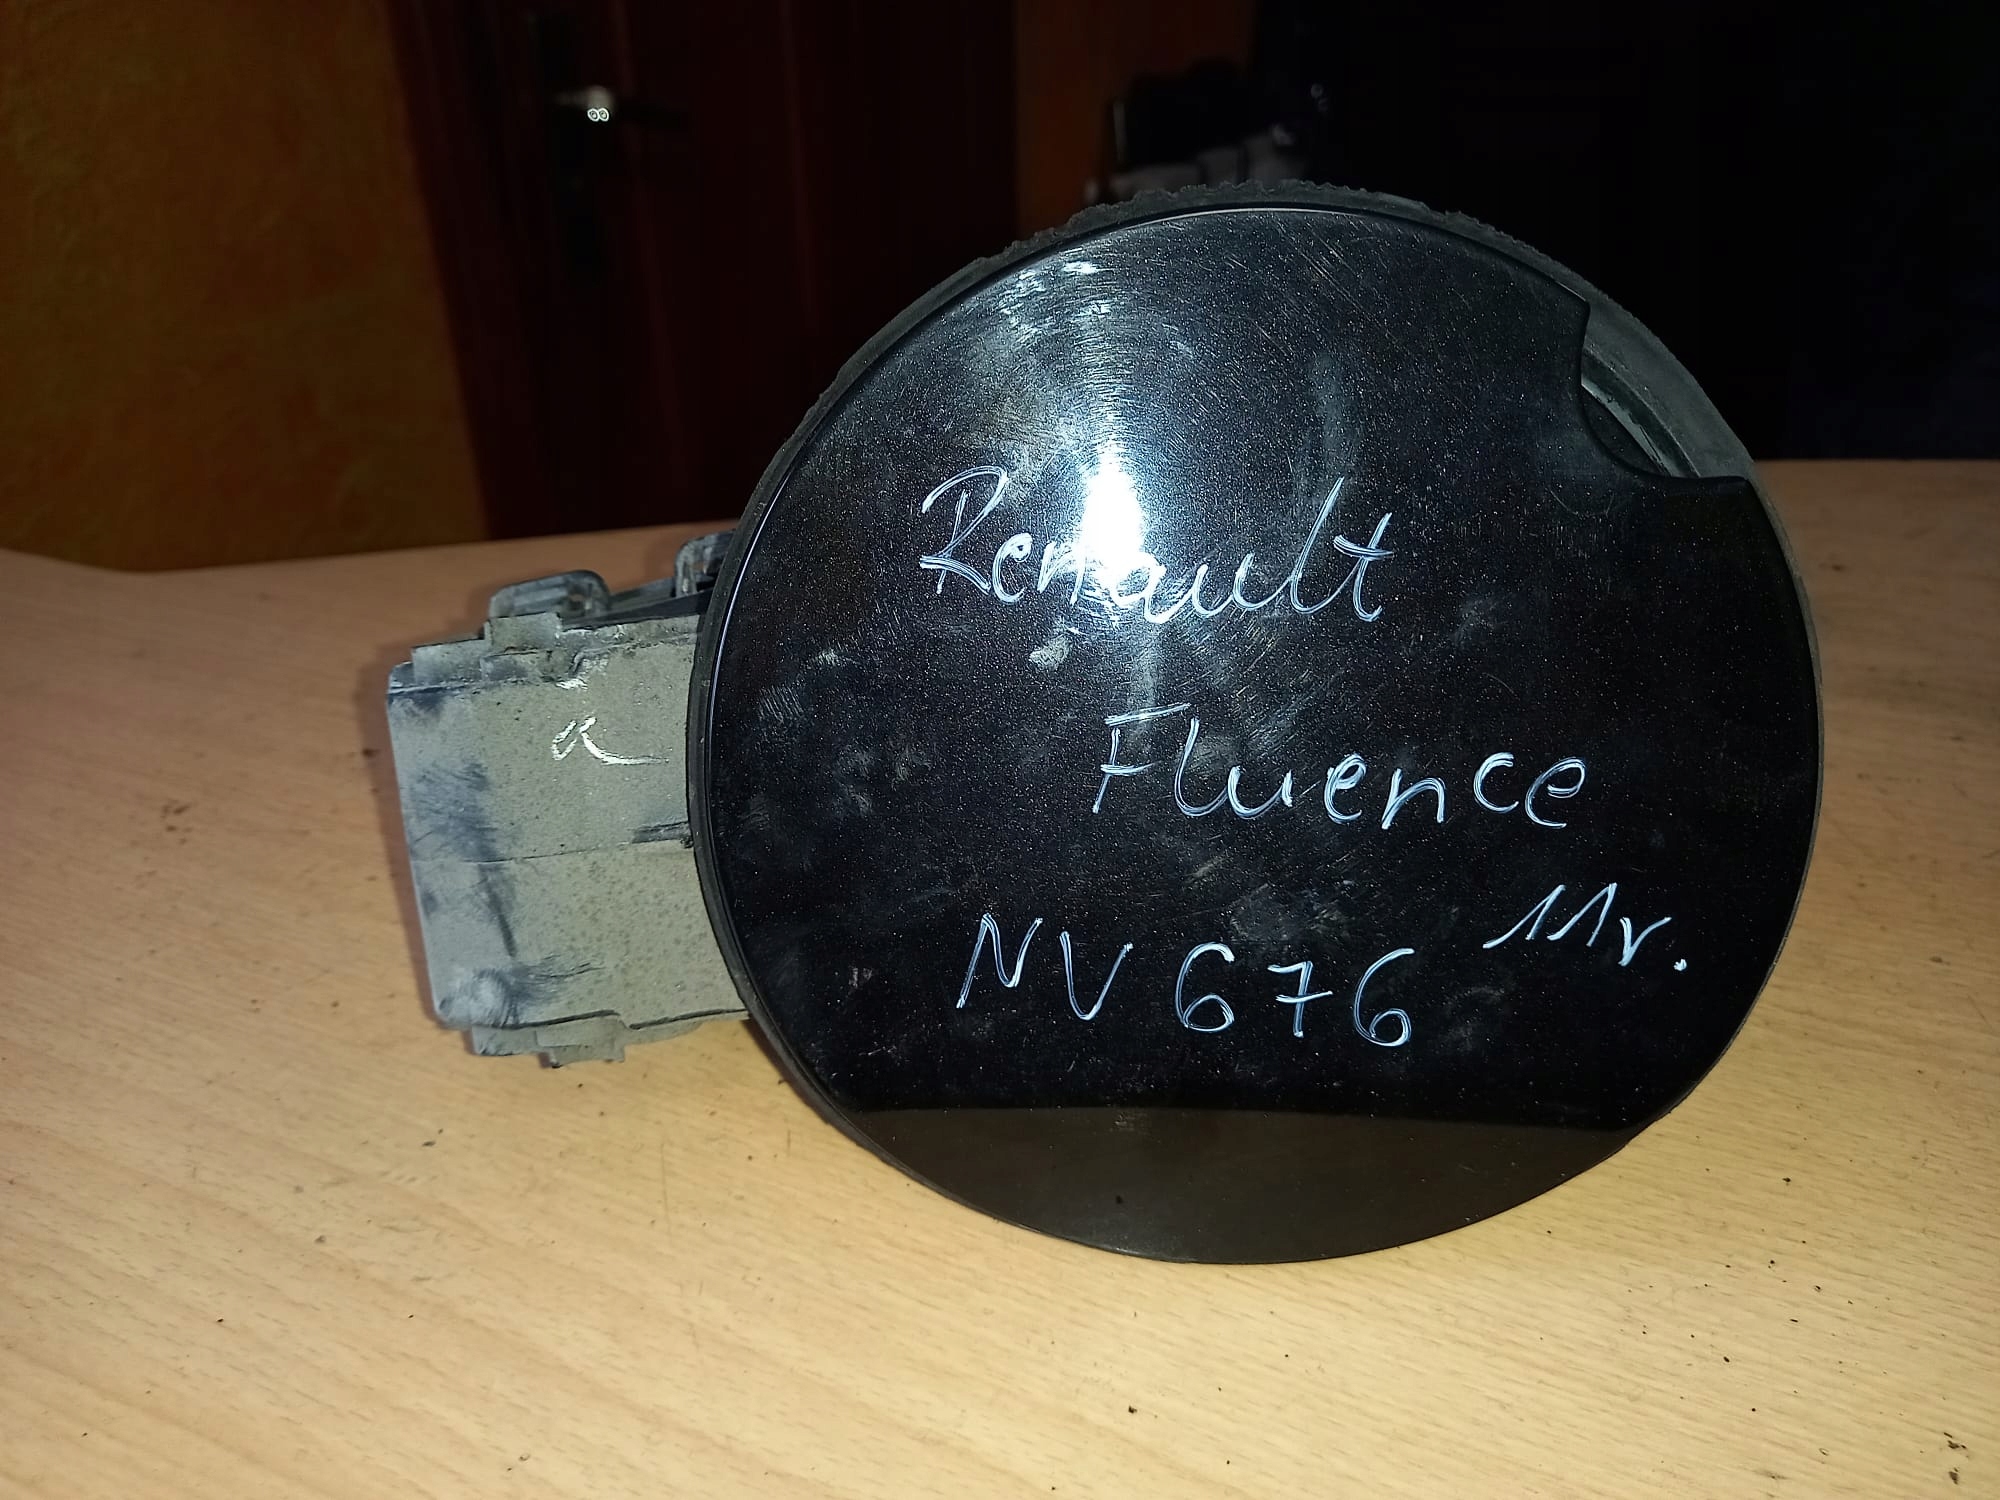 Renault
Fluence
NV676 11r.
a